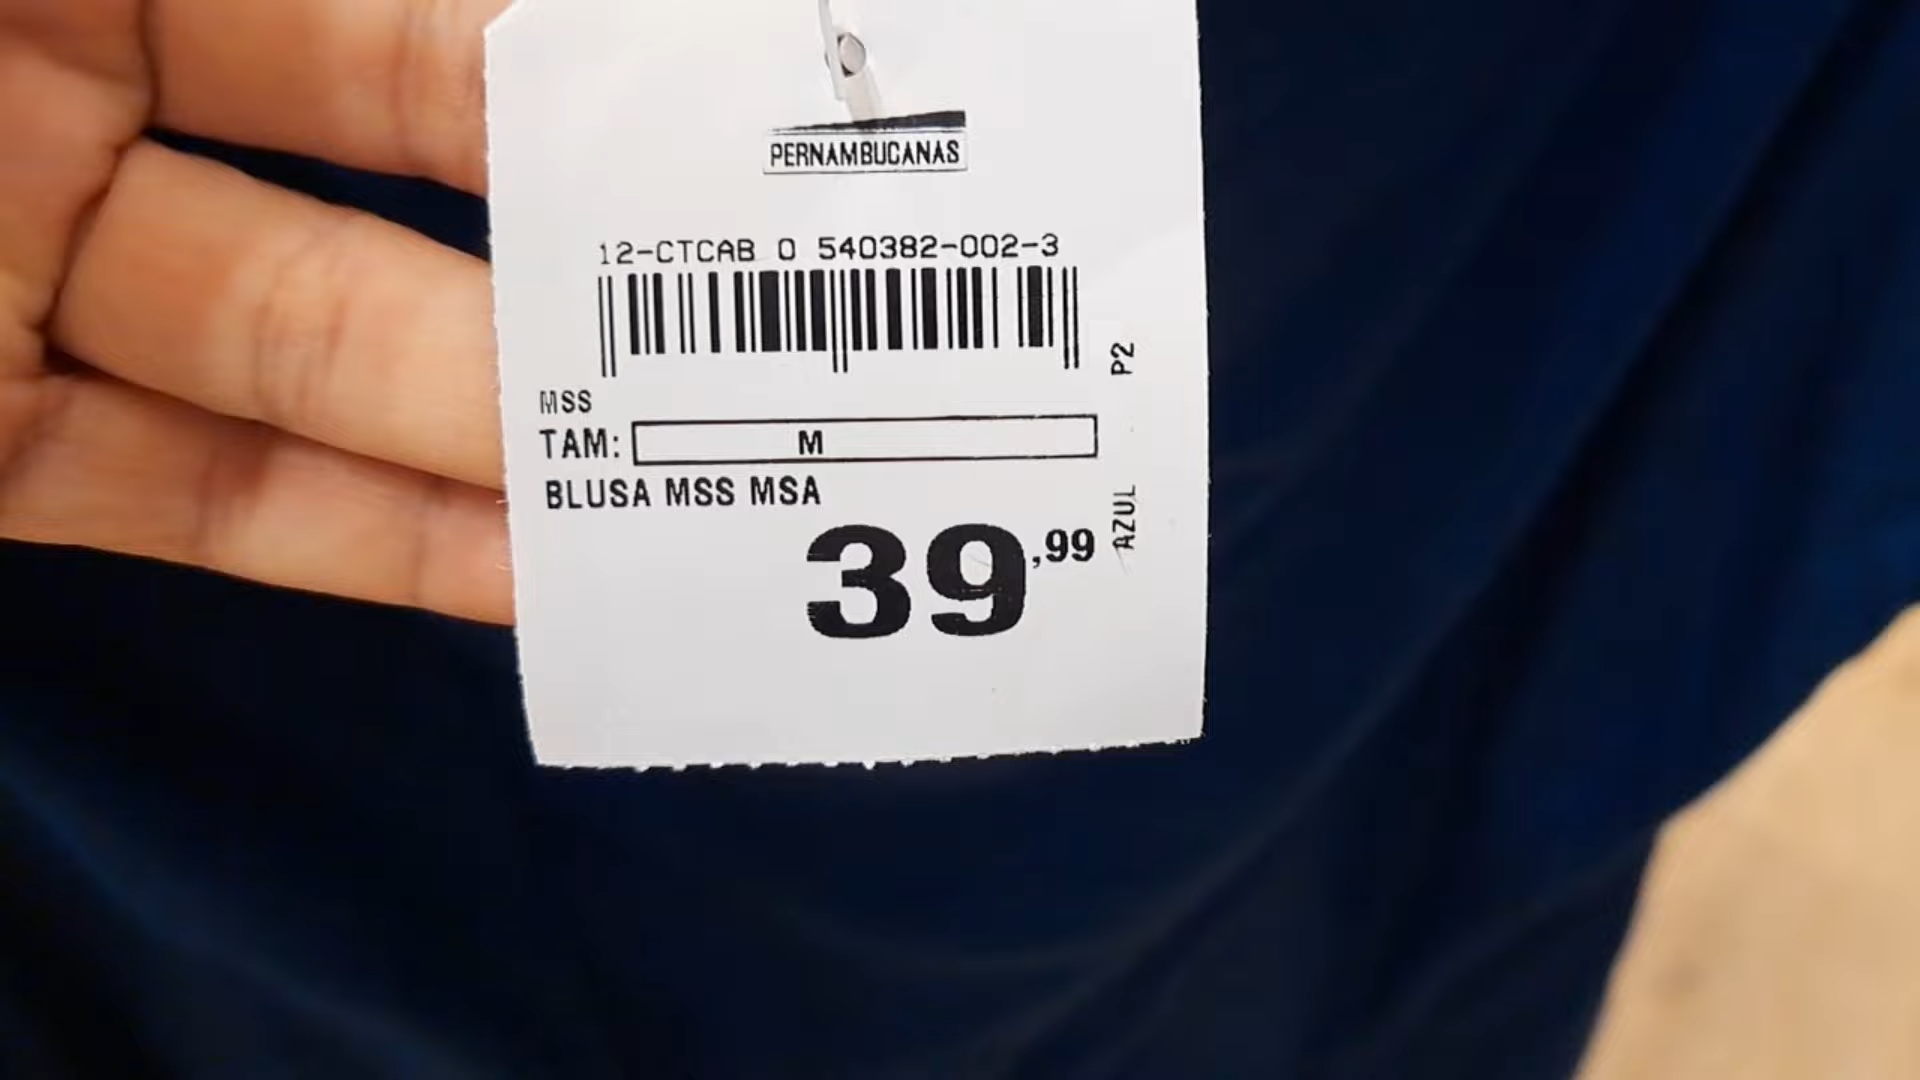 PERNAMBUCANAS
12-CTCAB 0 540382-002-3
MSS
TAM: M
BLUSA MSS MSA
39,99
AZUL P2